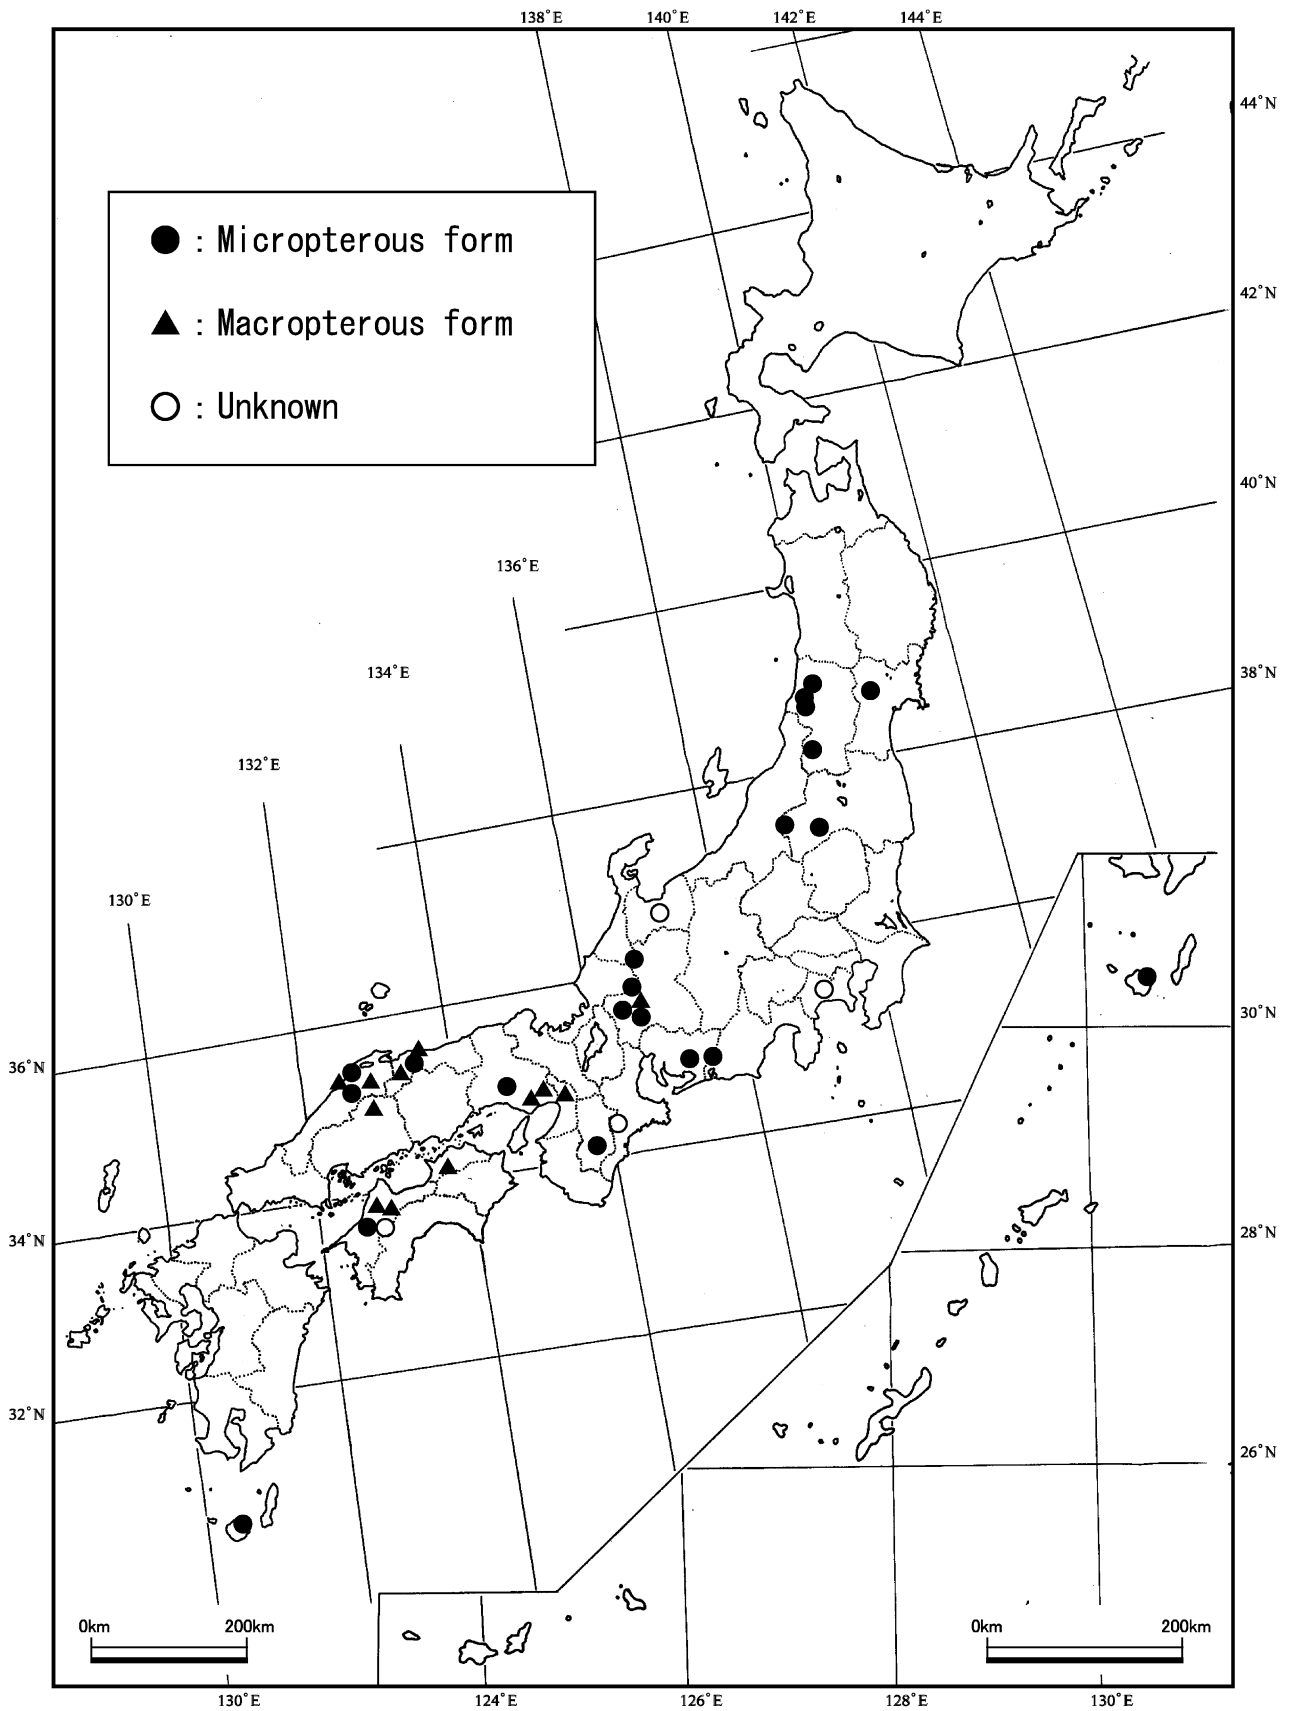 138°E 140°E 142°E 144°E
44°N
: Micropterous form
42°N
: Macropterous form
: Unknown
40°N
136°E
134°E
38°N
132°E
130°E
30°N
36°N
28°N
34°N
32°N
26°N
0km 200km
0km 200km
130°E 124°E 126°E 128°E 130°E